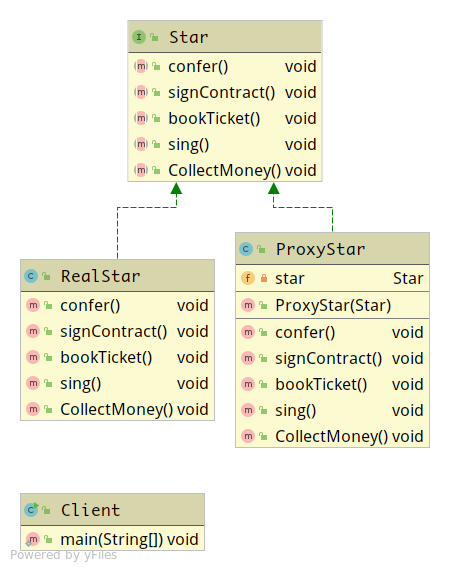 I Star
m confer() void
m signContract() void
m bookTicket() void
m sing() void
m CollectMoney() void
C RealStar
m confer() void
m signContract() void
m bookTicket() void
m sing() void
m CollectMoney() void
C ProxyStar
f star Star
m ProxyStar(Star)
m confer() void
m signContract() void
m bookTicket() void
m sing() void
m CollectMoney() void
C Client
m main(String[]) void
Powered by yFiles